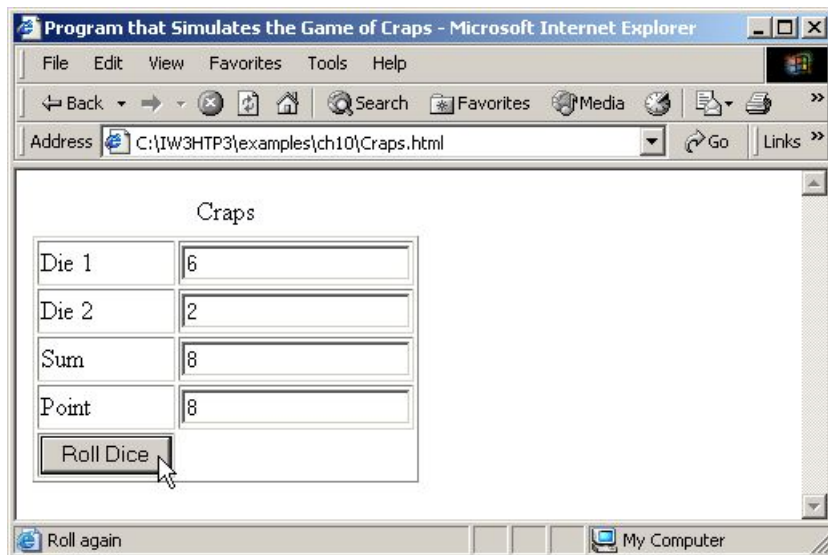 Program that Simulates the Game of Craps - Microsoft Internet Explorer
File Edit View Favorites Tools Help
Back Search Favorites Media »
Address C:\IW3HTP3\examples\ch10\Craps.html Go Links »
Craps
Die 1 6
Die 2 2
Sum 8
Point 8
Roll Dice
Roll again My Computer